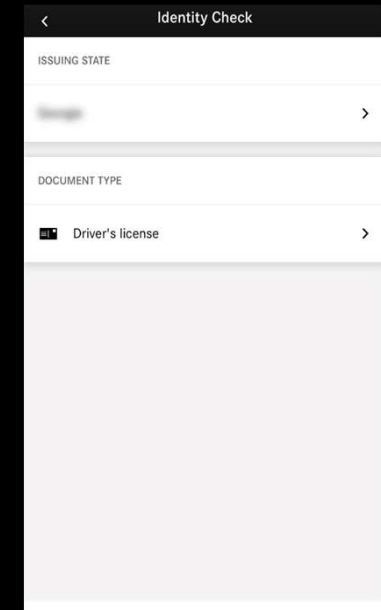 Identity Check
ISSUING STATE
DOCUMENT TYPE
Driver's license